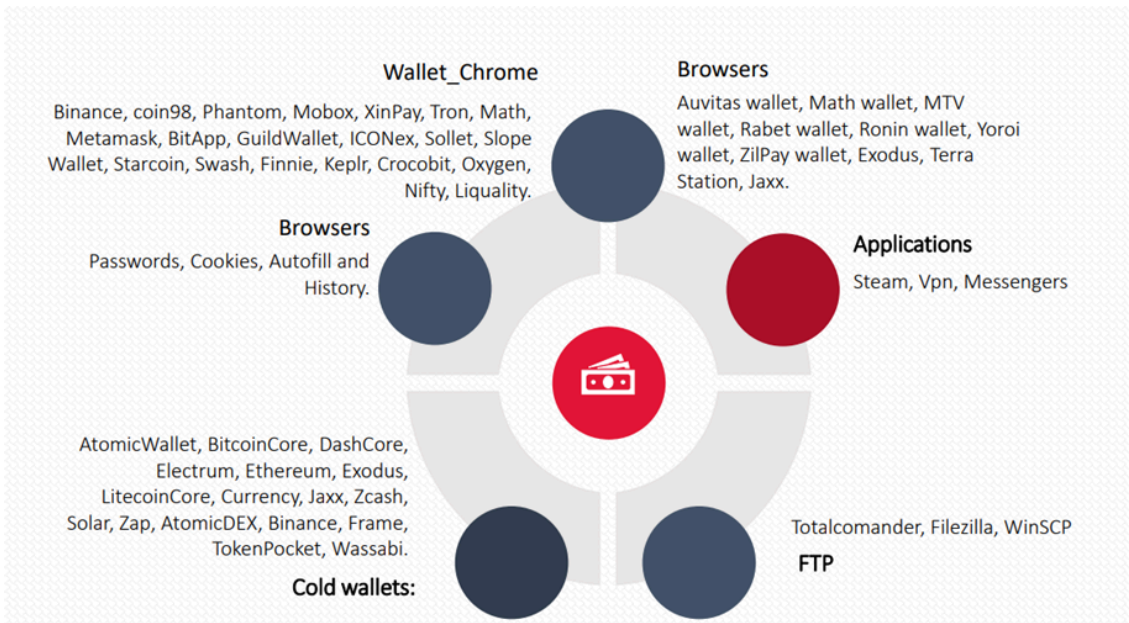 Wallet_Chrome
Binance, coin98, Phantom, Mobox, XinPay, Tron, Math,
Metamask, BitApp, GuildWallet, ICONex, Sollet, Slope
Wallet, Starcoin, Swash, Finnie, Keplr, Crocobit, Oxygen,
Nifty, Liquality.
Browsers
Auvitas wallet, Math wallet, MTV
wallet, Rabet wallet, Ronin wallet, Yoroi
wallet, ZilPay wallet, Exodus, Terra
Station, Jaxx.
Browsers
Passwords, Cookies, Autofill and
History.
Applications
Steam, Vpn, Messengers
AtomicWallet, BitcoinCore, DashCore,
Electrum, Ethereum, Exodus,
LitecoinCore, Currency, Jaxx, Zcash,
Solar, Zap, AtomicDEX, Binance, Frame,
TokenPocket, Wassabi.
Cold wallets:
Totalcomander, Filezilla, WinSCP
FTP